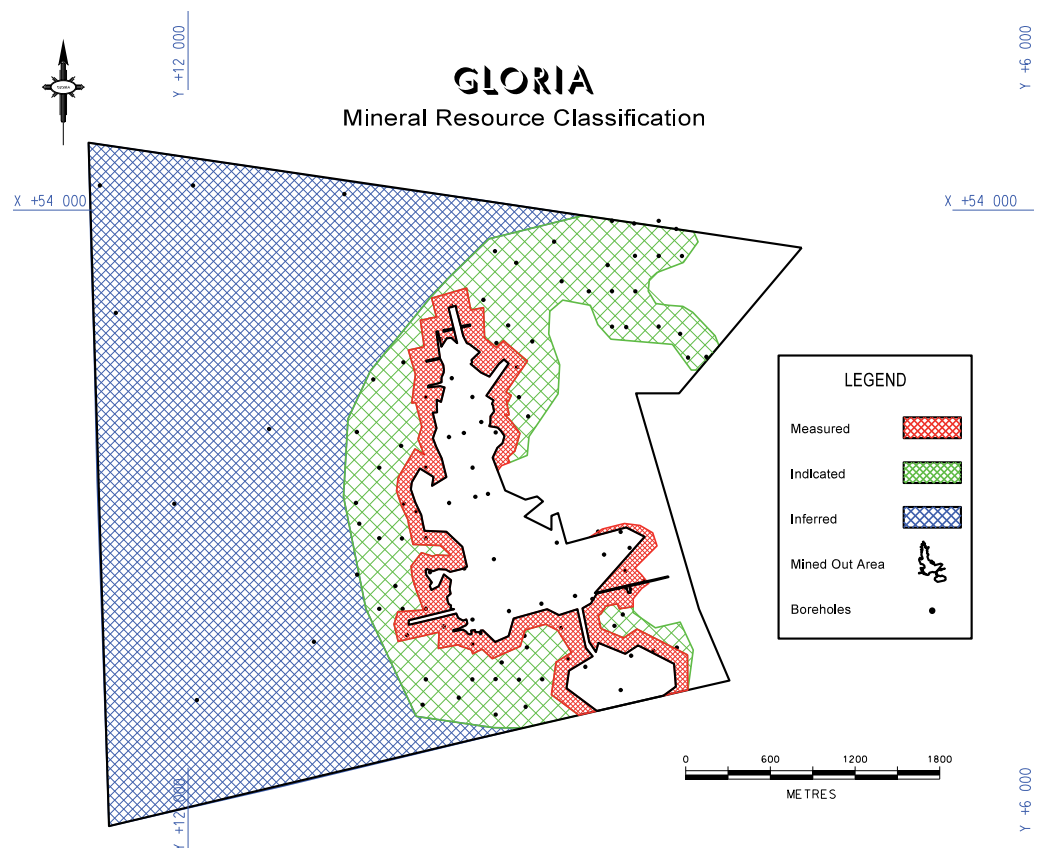 Y +12 000
Y +6 000
GLORIA
Mineral Resource Classification
X +54 000
X +54 000
LEGEND
Measured
Indicated
Inferred
Mined Out Area
Boreholes
0 600 1200 1800
METRES
Y +12 000
Y +6 000